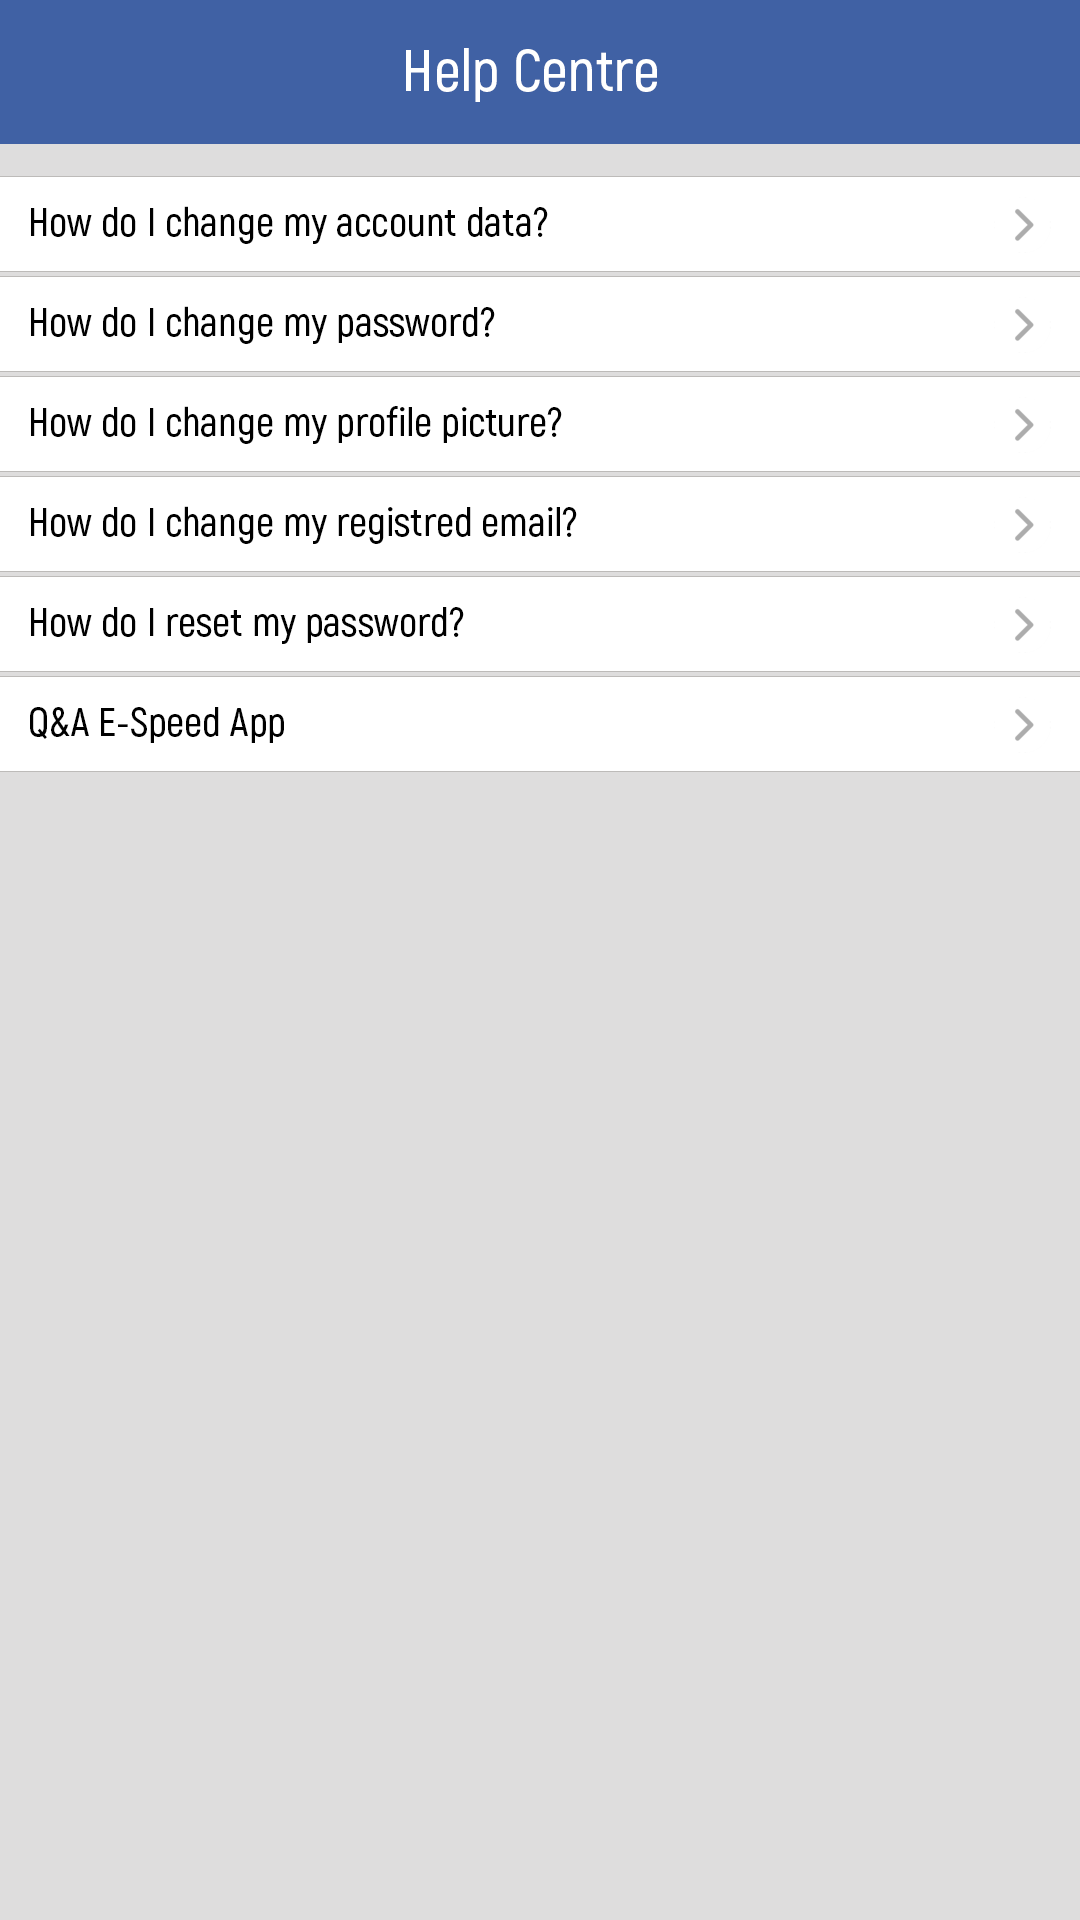 Help Centre
How do I change my account data?
How do I change my password?
How do I change my profile picture?
How do I change my registred email?
How do I reset my password?
Q&A E-Speed App